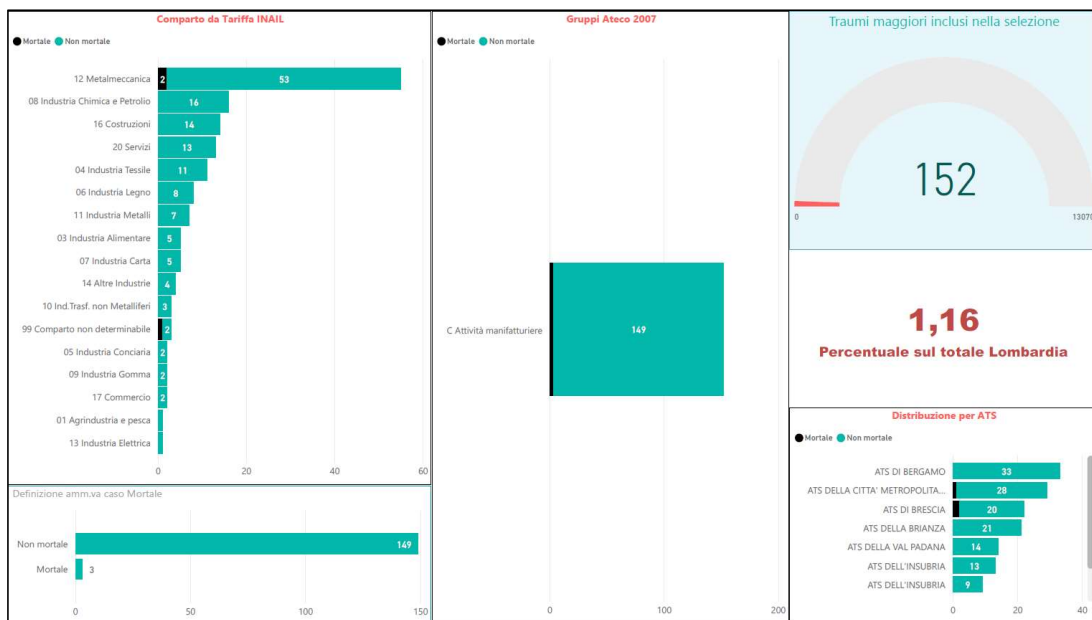 Comparto da Tariffa INAIL
Mortale Non mortale
12 Metalmeccanica 2 53
08 Industria Chimica e Petrolio 16
16 Costruzioni 14
20 Servizi 13
04 Industria Tessile 11
06 Industria Legno 8
11 Industria Metalli 7
03 Industria Alimentare 5
07 Industria Carta 5
14 Altre Industrie 4
10 Ind.Trasf. non Metalliferi 3
99 Comparto non determinabile 2
05 Industria Conciaria 2
09 Industria Gomma 2
17 Commercio 2
01 Agrindustria e pesca
13 Industria Elettrica
0 20 40 60
Definizione amm.va caso Mortale
Non mortale 149
Mortale 3
0 50 100 150
Gruppi Ateco 2007
Mortale Non mortale
C Attività manifatturiere 149
0 100 200
Traumi maggiori inclusi nella selezione
152
0 13070
1,16
Percentuale sul totale Lombardia
Distribuzione per ATS
Mortale Non mortale
ATS DI BERGAMO 33
ATS DELLA CITTA' METROPOLITA... 28
ATS DI BRESCIA 20
ATS DELLA BRIANZA 21
ATS DELLA VAL PADANA 14
ATS DELL'INSUBRIA 13
ATS DELL'INSUBRIA 9
0 20 40